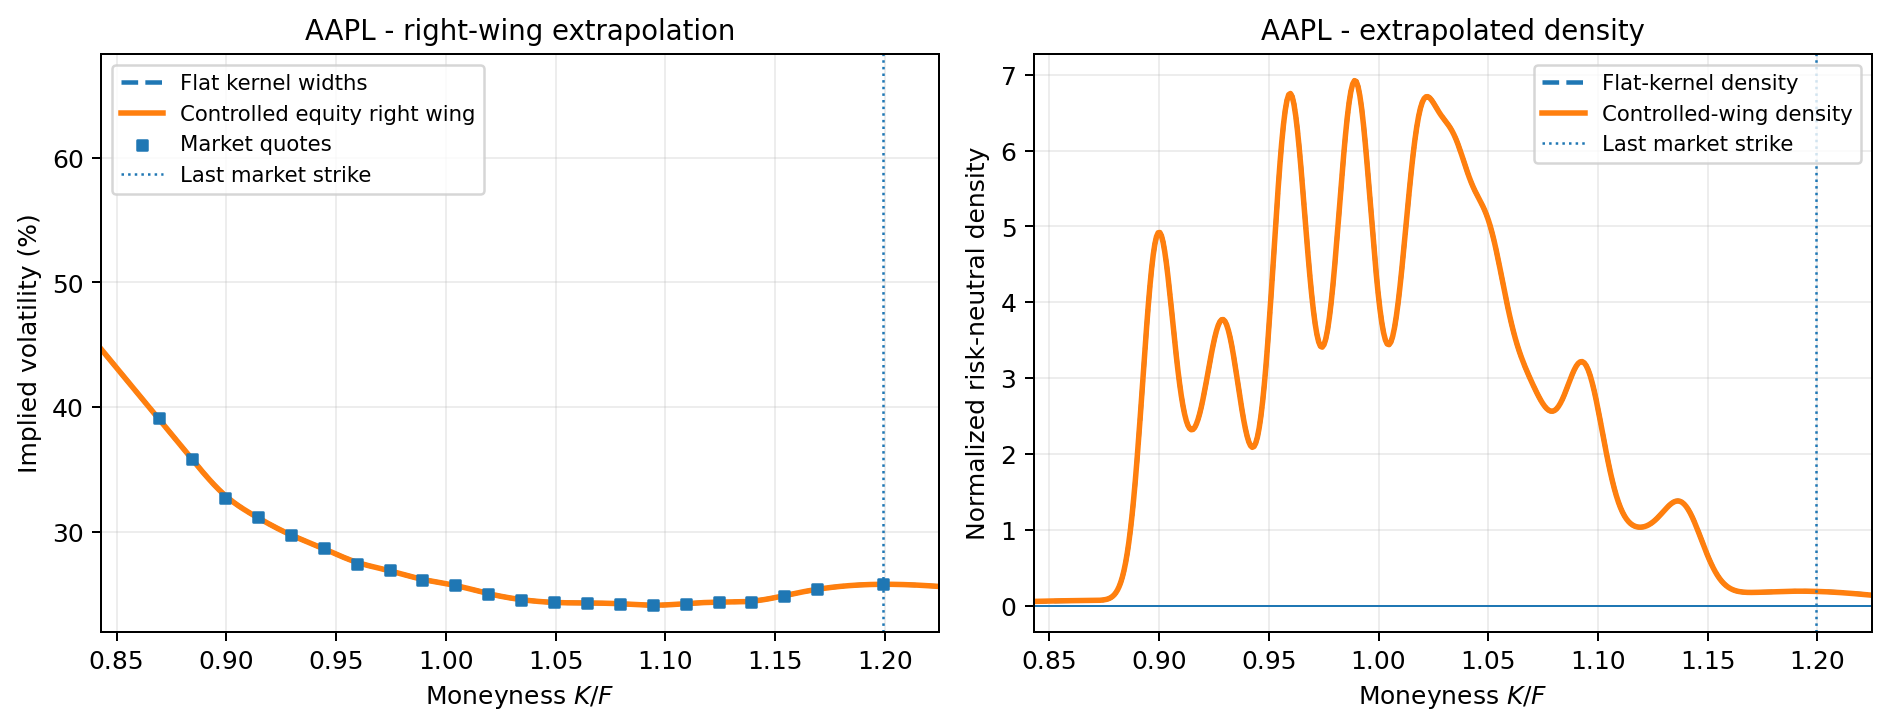 AAPL - right-wing extrapolation
Flat kernel widths
Controlled equity right wing
Market quotes
Last market strike
Implied volatility (%)
60
50
40
30
0.85 0.90 0.95 1.00 1.05 1.10 1.15 1.20
Moneyness K/F
AAPL - extrapolated density
Flat-kernel density
Controlled-wing density
Last market strike
Normalized risk-neutral density
7
6
5
4
3
2
1
0
0.85 0.90 0.95 1.00 1.05 1.10 1.15 1.20
Moneyness K/F